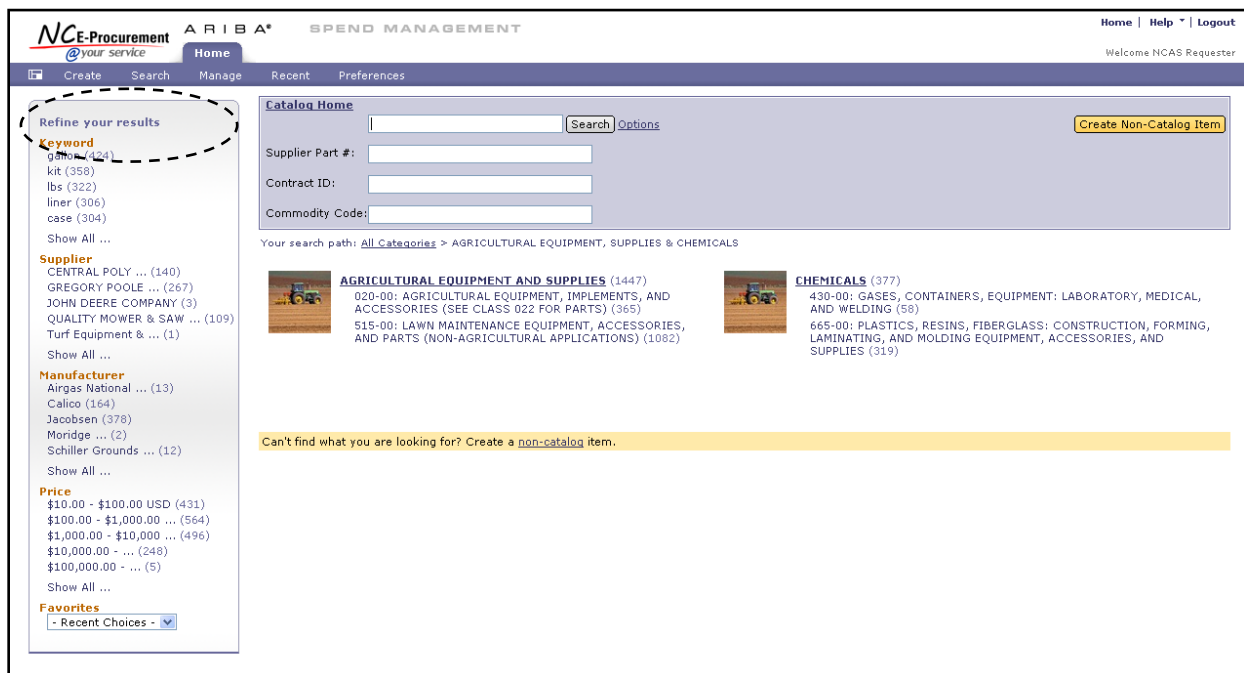 NCE-Procurement
@your service
ARIBA® SPEND MANAGEMENT
Home | Help | Logout
Home
Welcome NCAS Requester
Create Search Manage Recent Preferences
Refine your results
Keyword
gallon (424)
kit (358)
lbs (322)
liner (306)
case (304)
Show All ...
Supplier
CENTRAL POLY ... (140)
GREGORY POOLE ... (267)
JOHN DEERE COMPANY (3)
QUALITY MOWER & SAW ... (109)
Turf Equipment & ... (1)
Show All ...
Manufacturer
Airgas National ... (13)
Calico (164)
Jacobsen (378)
Moridge ... (2)
Schiller Grounds ... (12)
Show All ...
Price
$10.00 - $100.00 USD (431)
$100.00 - $1,000.00 ... (564)
$1,000.00 - $10,000 ... (496)
$10,000.00 - ... (248)
$100,000.00 - ... (5)
Show All ...
Favorites
- Recent Choices -
Catalog Home
Search Options
Create Non-Catalog Item
Supplier Part #:
Contract ID:
Commodity Code:
Your search path: All Categories > AGRICULTURAL EQUIPMENT, SUPPLIES & CHEMICALS
AGRICULTURAL EQUIPMENT AND SUPPLIES (1447)
020-00: AGRICULTURAL EQUIPMENT, IMPLEMENTS, AND
ACCESSORIES (SEE CLASS 022 FOR PARTS) (365)
515-00: LAWN MAINTENANCE EQUIPMENT, ACCESSORIES,
AND PARTS (NON-AGRICULTURAL APPLICATIONS) (1082)
CHEMICALS (377)
430-00: GASES, CONTAINERS, EQUIPMENT: LABORATORY, MEDICAL,
AND WELDING (58)
665-00: PLASTICS, RESINS, FIBERGLASS: CONSTRUCTION, FORMING,
LAMINATING, AND MOLDING EQUIPMENT, ACCESSORIES, AND
SUPPLIES (319)
Can't find what you are looking for? Create a non-catalog item.